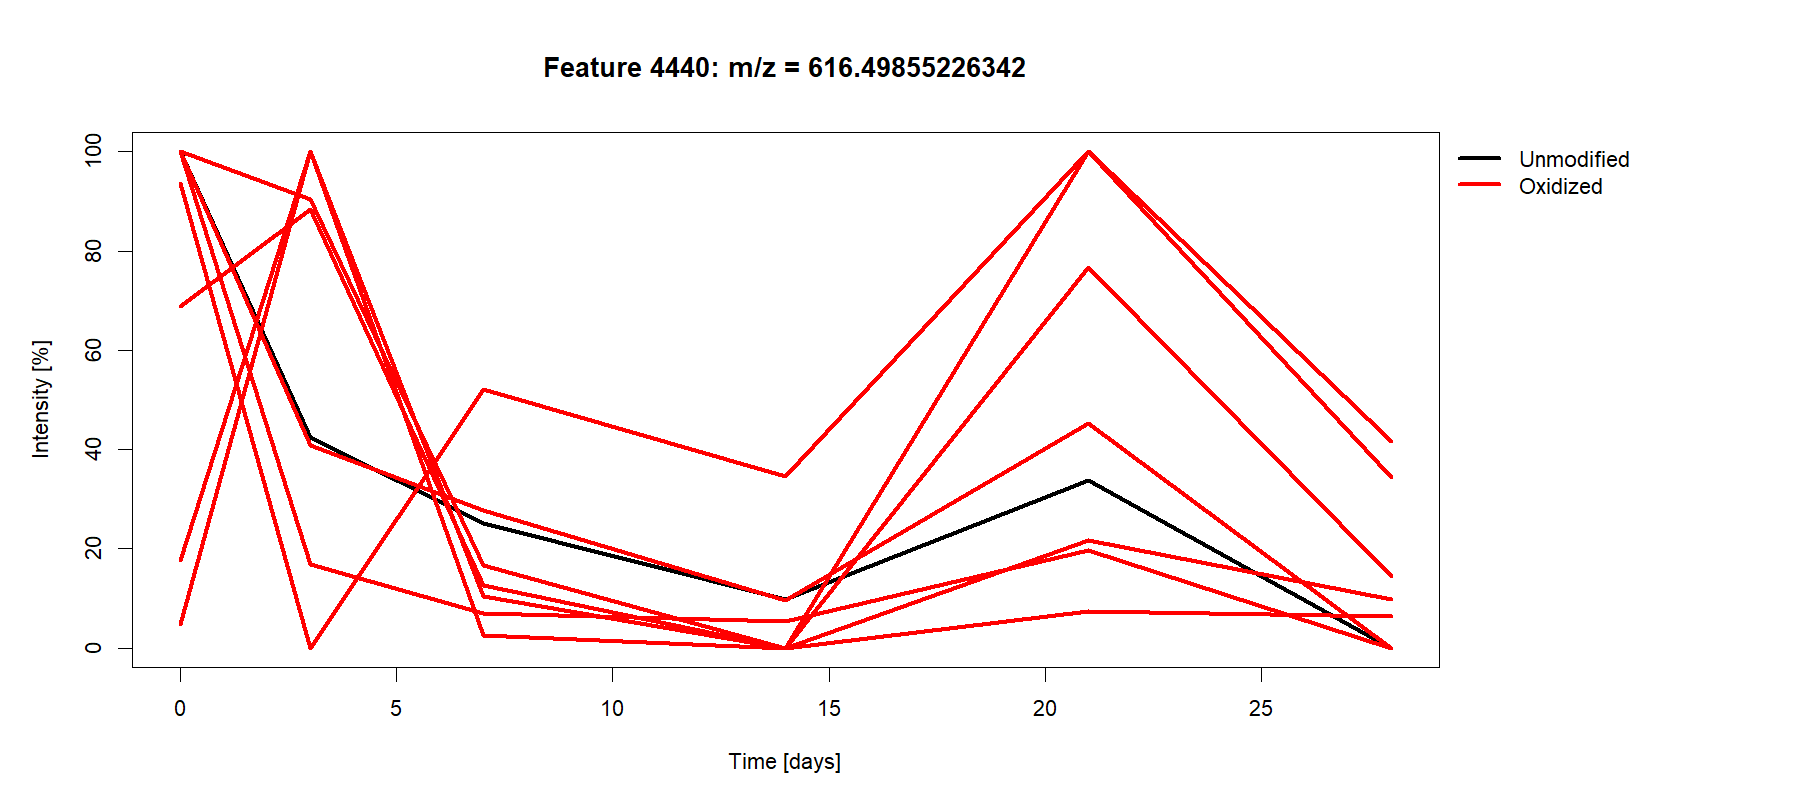 Feature 4440: m/z = 616.49855226342
100
80
60
40
20
0
Intensity [%]
0 5 10 15 20 25
Time [days]
Unmodified
Oxidized